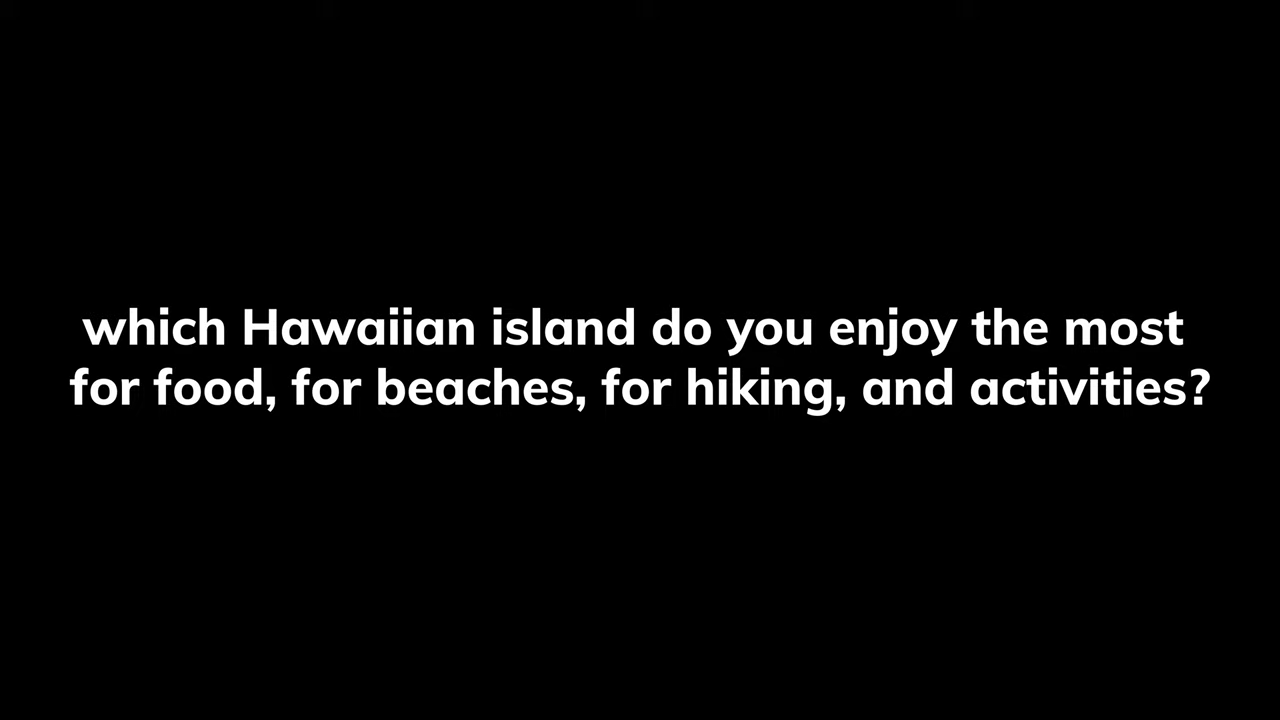 which Hawaiian island do you enjoy the most
for food, for beaches, for hiking, and activities?